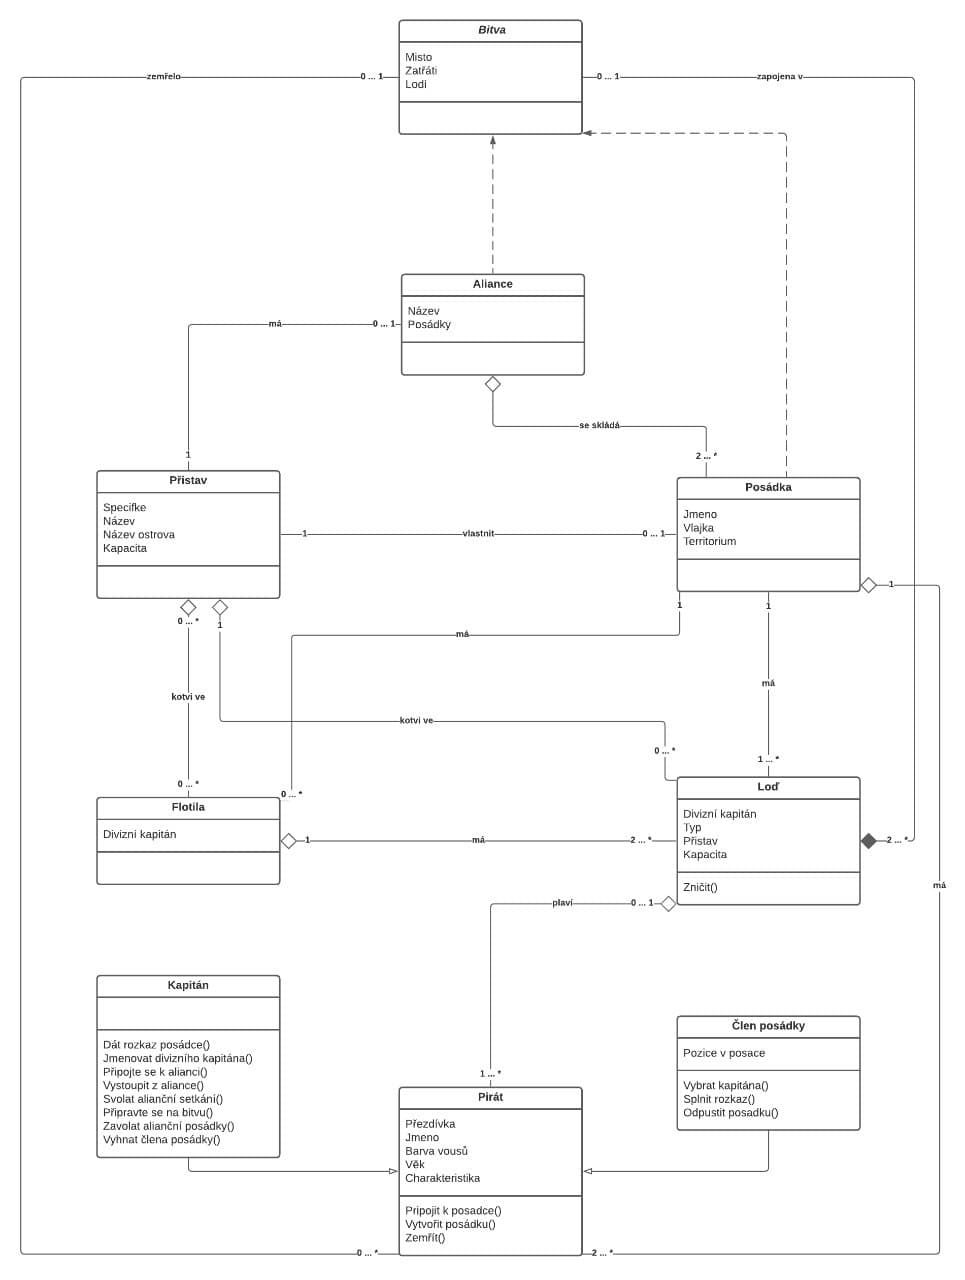 Bitva
Misto
Zatřáti
Lodi
zemřelo
0 ... 1
0 ... 1
zapojena v
Aliance
Název
Posádky
má
0 ... 1
se skládá
2 ... *
1
Přistav
Specifke
Název
Název ostrova
Kapacita
1
vlastnit
0 ... 1
Posádka
Jmeno
Vlajka
Territorium
1
0 ... *
1
1
1
má
kotvi ve
má
kotvi ve
0 ... *
1 ... *
0 ... *
0 ... *
Flotila
Divizní kapitán
1
má
2 ... *
Loď
Divizní kapitán
Typ
Přistav
Kapacita
Zničit()
2 ... *
má
plaví
0 ... 1
Kapitán
Dát rozkaz posádce()
Jmenovat divizního kapitána()
Připojte se k alianci()
Vystoupit z aliance()
Svolat alianční setkání()
Připravte se na bitvu()
Zavolat alianční posádky()
Vyhnat člena posádky()
Člen posádky
Pozice v posace
Vybrat kapitána()
Splnit rozkaz()
Odpustit posadku()
1 ... *
Pirát
Přezdívka
Jmeno
Barva vousů
Věk
Charakteristika
Pripojit k posadce()
Vytvořit posádku()
Zemřít()
0 ... *
2 ... *